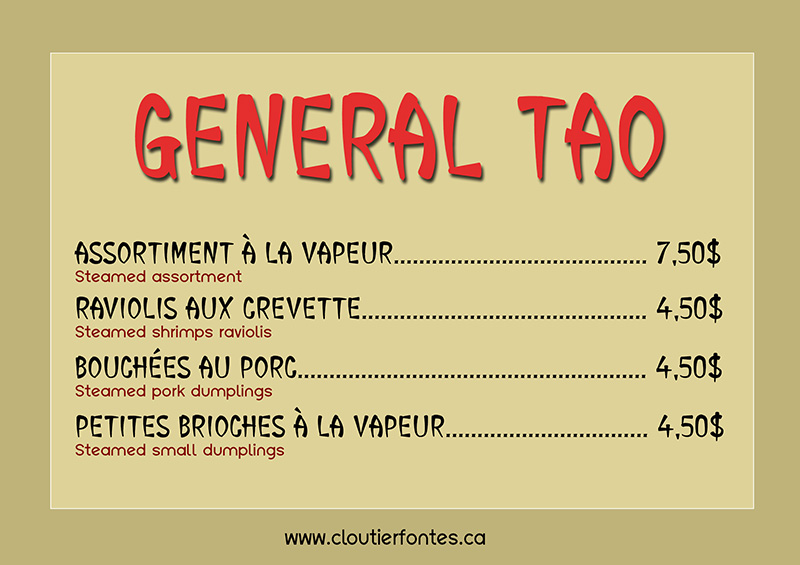 GENERAL TAO
ASSORTIMENT À LA VAPEUR........................................ 7,50$
Steamed assortment
RAVIOLIS AUX CREVETTE............................................. 4,50$
Steamed shrimps raviolis
BOUCHÉES AU PORC....................................................... 4,50$
Steamed pork dumplings
PETITES BRIOCHES À LA VAPEUR................................ 4,50$
Steamed small dumplings
www.cloutierfontes.ca